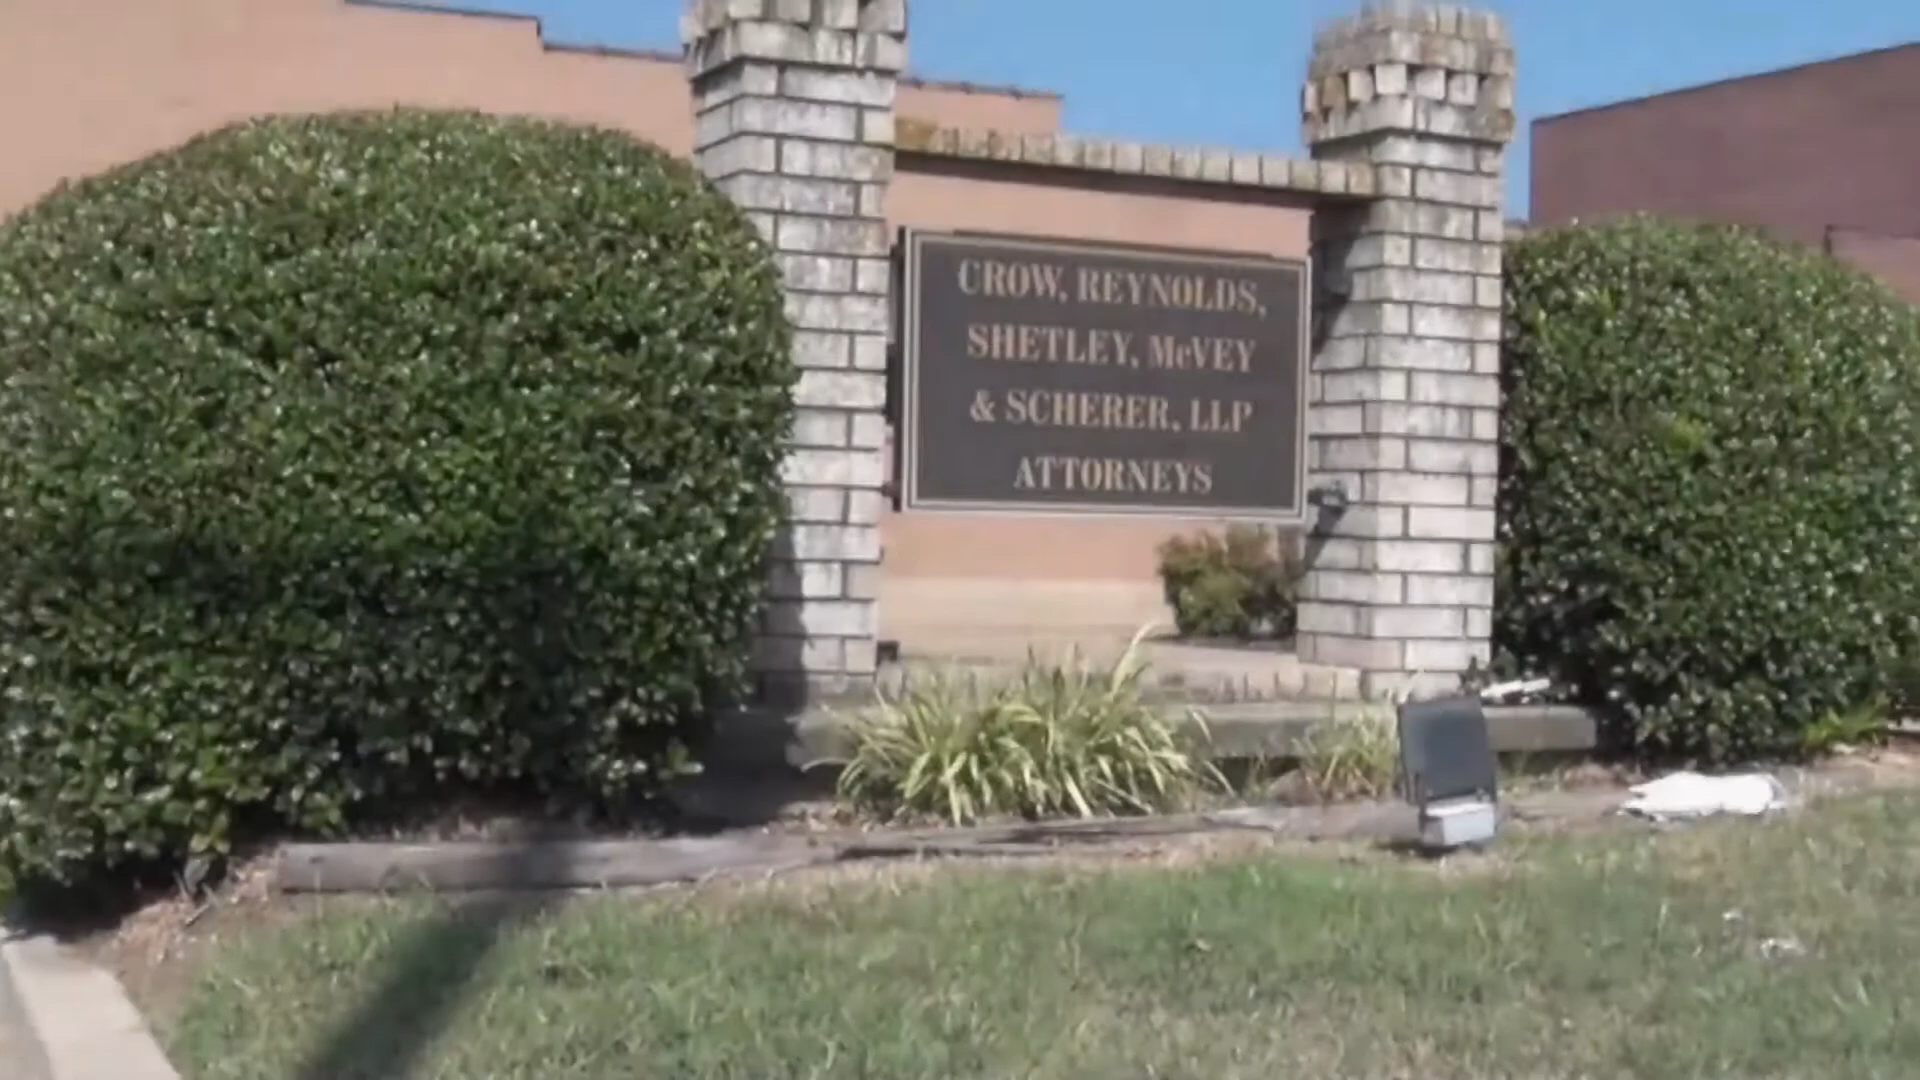 CROW, REYNOLDS,
SHETLEY, McVEY
& SCHERER, LLP
ATTORNEYS